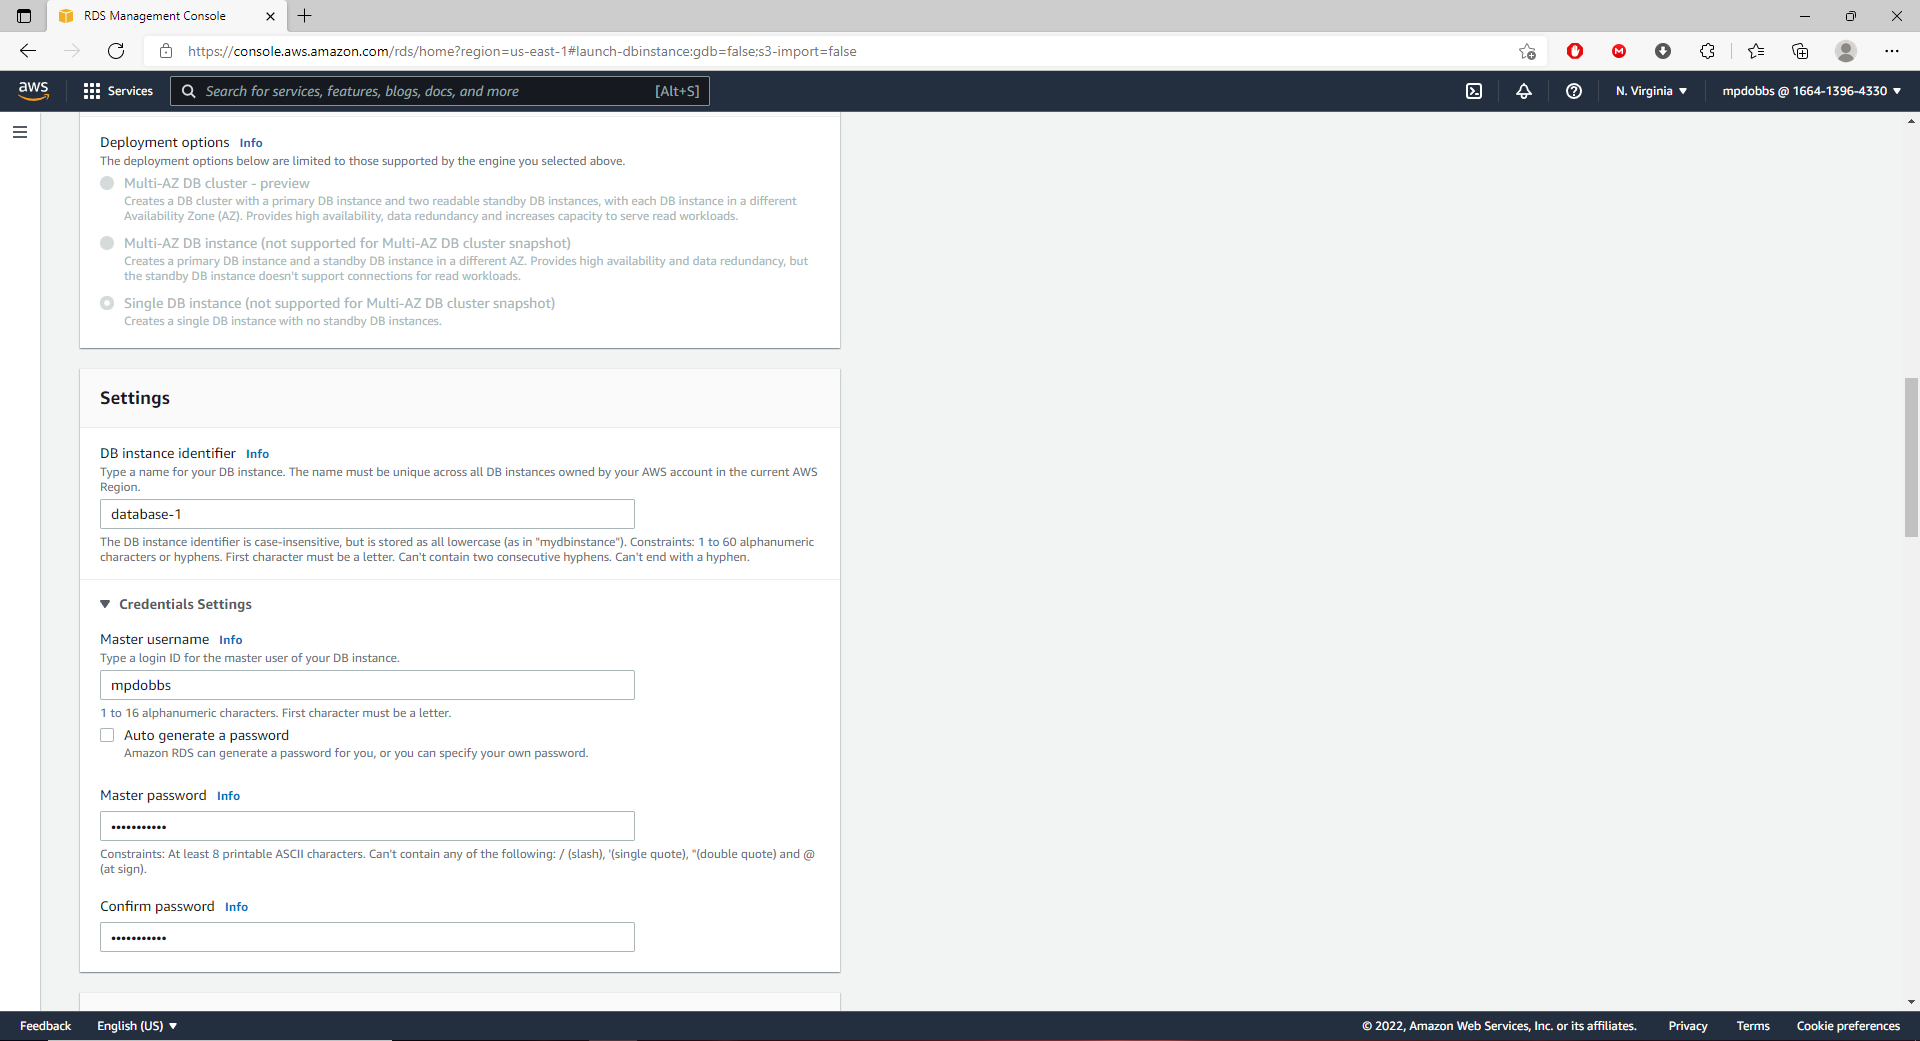 RDS Management Console
https://console.aws.amazon.com/rds/home?region=us-east-1#launch-dbinstance:gdb=false;s3-import=false
aws
Services
Search for services, features, blogs, docs, and more
[Alt+S]
N. Virginia
mpdobbs @ 1664-1396-4330
Deployment options Info
The deployment options below are limited to those supported by the engine you selected above.
Multi-AZ DB cluster - preview
Creates a DB cluster with a primary DB instance and two readable standby DB instances, with each DB instance in a different
Availability Zone (AZ). Provides high availability, data redundancy and increases capacity to serve read workloads.
Multi-AZ DB instance (not supported for Multi-AZ DB cluster snapshot)
Creates a primary DB instance and a standby DB instance in a different AZ. Provides high availability and data redundancy, but
the standby DB instance doesn't support connections for read workloads.
Single DB instance (not supported for Multi-AZ DB cluster snapshot)
Creates a single DB instance with no standby DB instances.
Settings
DB instance identifier Info
Type a name for your DB instance. The name must be unique across all DB instances owned by your AWS account in the current AWS
Region.
database-1
The DB instance identifier is case-insensitive, but is stored as all lowercase (as in "mydbinstance"). Constraints: 1 to 60 alphanumeric
characters or hyphens. First character must be a letter. Can't contain two consecutive hyphens. Can't end with a hyphen.
Credentials Settings
Master username Info
Type a login ID for the master user of your DB instance.
mpdobbs
1 to 16 alphanumeric characters. First character must be a letter.
Auto generate a password
Amazon RDS can generate a password for you, or you can specify your own password.
Master password Info
•••••••••••
Constraints: At least 8 printable ASCII characters. Can't contain any of the following: / (slash), '(single quote), "(double quote) and @
(at sign).
Confirm password Info
•••••••••••
Feedback
English (US)
© 2022, Amazon Web Services, Inc. or its affiliates.
Privacy
Terms
Cookie preferences